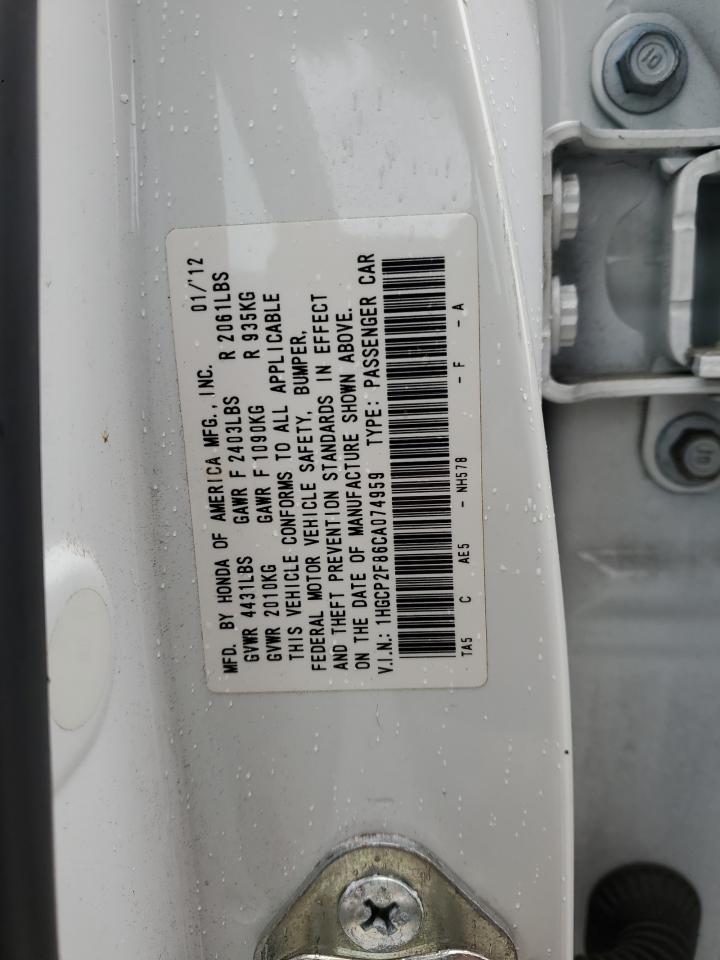 MFD. BY HONDA OF AMERICA MFG., INC. 01/'12
GVWR 4431LBS GAWR F 2403LBS R 2061LBS
GVWR 2010KG GAWR F 1090KG R 935KG
THIS VEHICLE CONFORMS TO ALL APPLICABLE
FEDERAL MOTOR VEHICLE SAFETY, BUMPER,
AND THEFT PREVENTION STANDARDS IN EFFECT
ON THE DATE OF MANUFACTURE SHOWN ABOVE.
V.I.N.: 1HGCP2F86CA074959 TYPE: PASSENGER CAR
TA5 C AE5 - NH578 - F - A
10
10